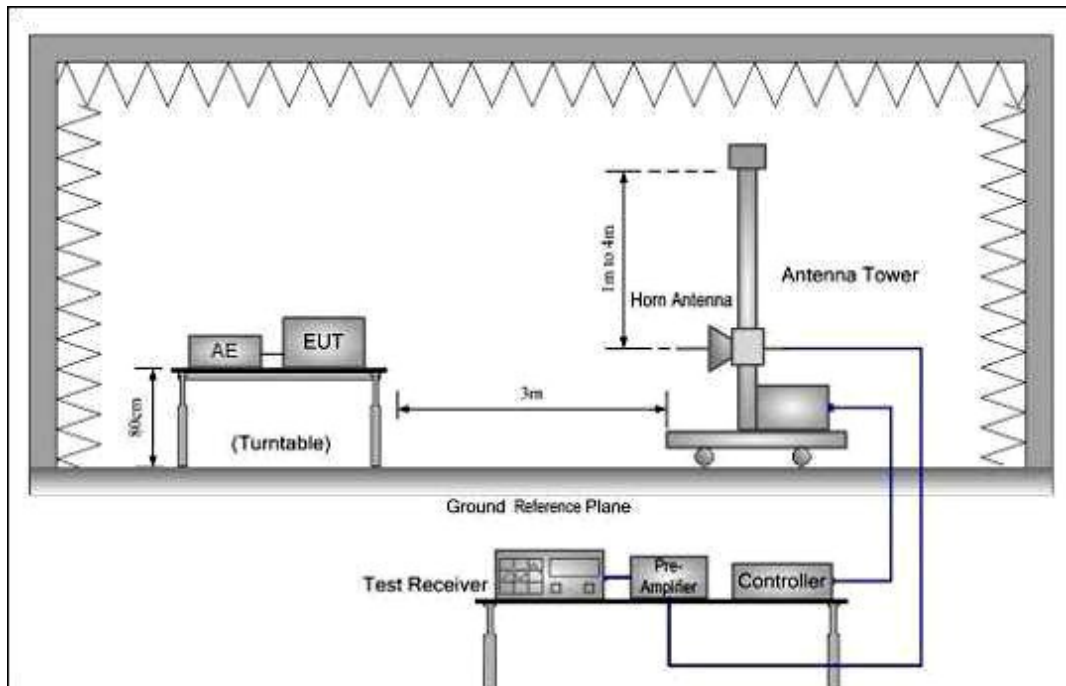 1m to 4m
Horn Antenna
Antenna Tower
AE
EUT
80cm
3m
(Turntable)
Ground Reference Plane
Test Receiver
Pre-
Amplifier
Controller